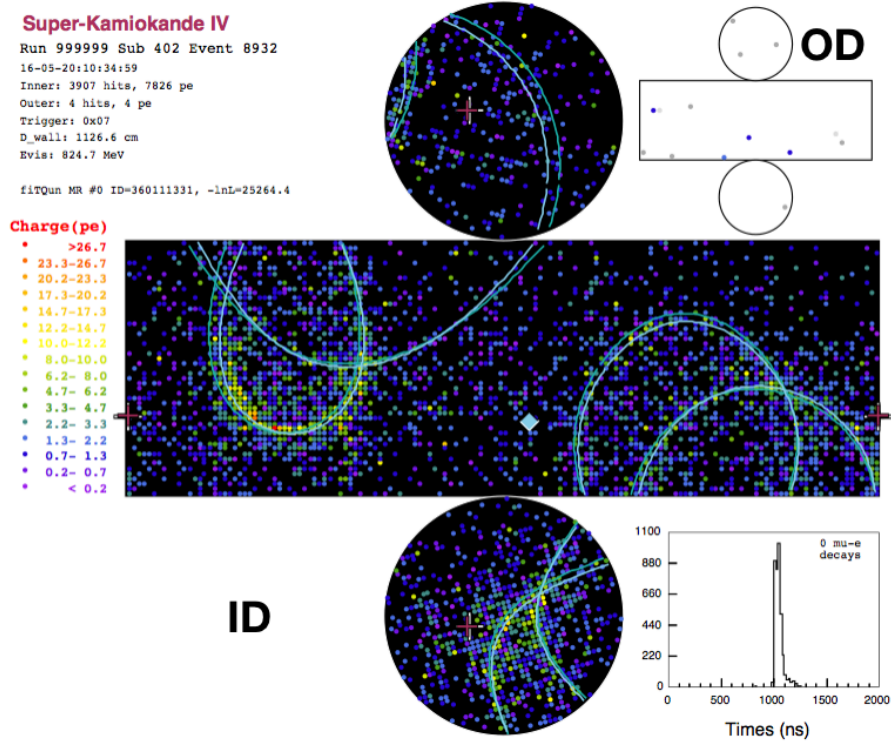 Super-Kamiokande IV
Run 999999 Sub 402 Event 8932
16-05-20:10:34:59
Inner: 3907 hits, 7826 pe
Outer: 4 hits, 4 pe
Trigger: 0x07
D_wall: 1126.6 cm
Evis: 824.7 MeV
fiTQun MR #0 ID=360111331, -lnL=25264.4
OD
Charge(pe)
>26.7
23.3-26.7
20.2-23.3
17.3-20.2
14.7-17.3
12.2-14.7
10.0-12.2
8.0-10.0
6.2- 8.0
4.7- 6.2
3.3- 4.7
2.2- 3.3
1.3- 2.2
0.7- 1.3
0.2- 0.7
< 0.2
ID
1100
880
660
440
220
0
0 mu-e
decays
0 500 1000 1500 2000
Times (ns)